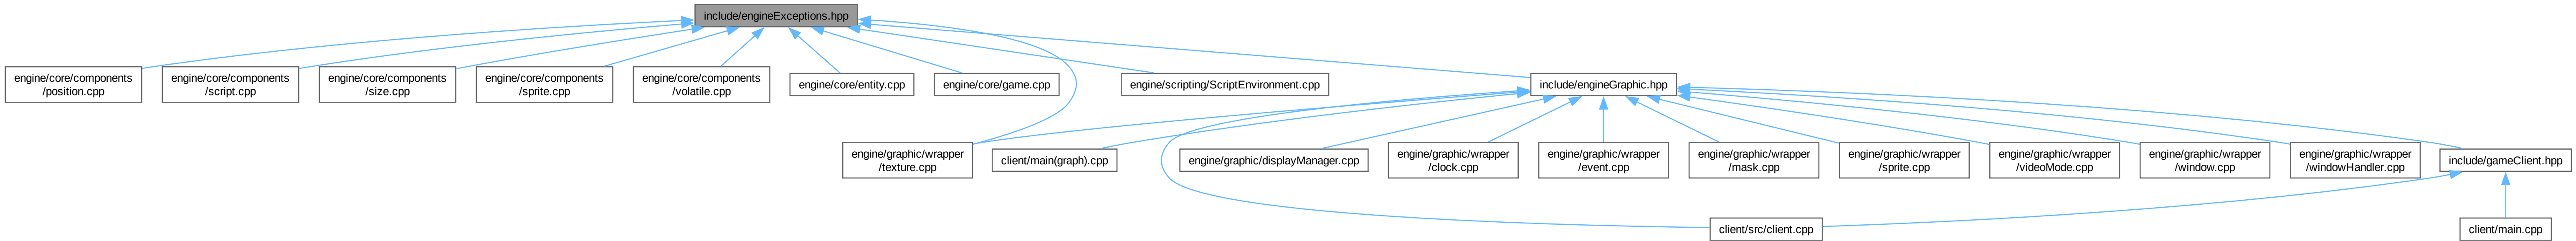 include/engineExceptions.hpp
engine/core/components
/position.cpp
engine/core/components
/script.cpp
engine/core/components
/size.cpp
engine/core/components
/sprite.cpp
engine/core/components
/volatile.cpp
engine/core/entity.cpp
engine/core/game.cpp
engine/scripting/ScriptEnvironment.cpp
include/engineGraphic.hpp
engine/graphic/wrapper
/texture.cpp
client/main(graph).cpp
engine/graphic/displayManager.cpp
engine/graphic/wrapper
/clock.cpp
engine/graphic/wrapper
/event.cpp
engine/graphic/wrapper
/mask.cpp
engine/graphic/wrapper
/sprite.cpp
engine/graphic/wrapper
/videoMode.cpp
engine/graphic/wrapper
/window.cpp
engine/graphic/wrapper
/windowHandler.cpp
include/gameClient.hpp
client/src/client.cpp
client/main.cpp